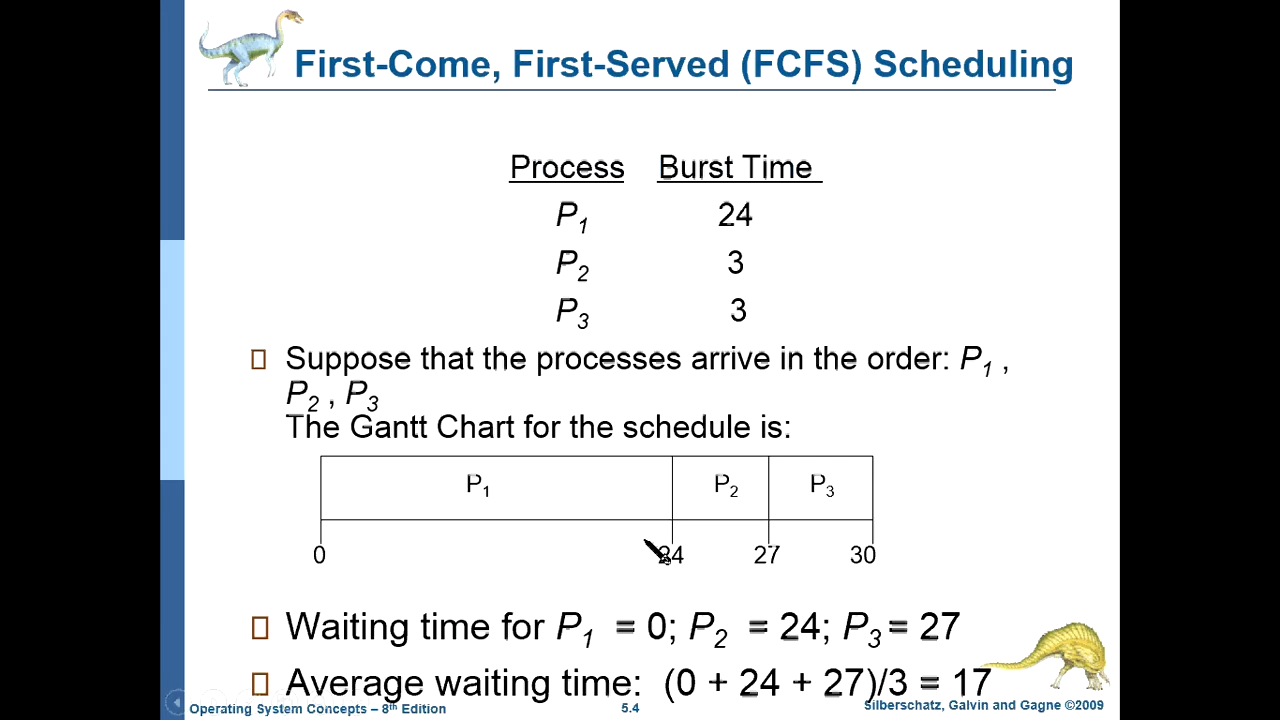 First-Come, First-Served (FCFS) Scheduling
Process Burst Time
P1 24
P2 3
P3 3
Suppose that the processes arrive in the order: P1 ,
P2 , P3
The Gantt Chart for the schedule is:
P1 P2 P3
0 24 27 30
Waiting time for P1 = 0; P2 = 24; P3 = 27
Average waiting time: (0 + 24 + 27)/3 = 17
Operating System Concepts – 8th Edition 5.4 Silberschatz, Galvin and Gagne ©2009